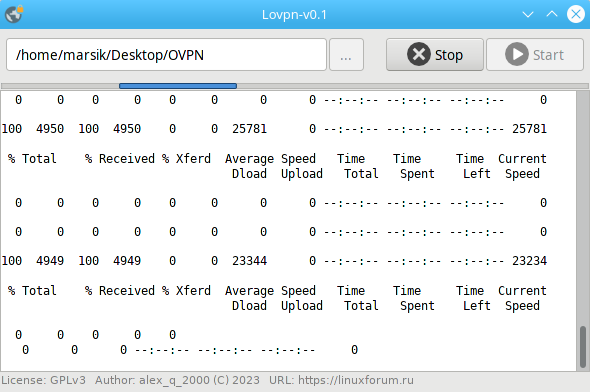 Lovpn-v0.1
/home/marsik/Desktop/OVPN ... Stop Start
0 0 0 0 0 0 0 0 --:--:-- --:--:-- --:--:-- 0
100 4950 100 4950 0 0 25781 0 --:--:-- --:--:-- --:--:-- 25781
% Total % Received % Xferd Average Speed Time Time Time Current
Dload Upload Total Spent Left Speed
0 0 0 0 0 0 0 0 --:--:-- --:--:-- --:--:-- 0
0 0 0 0 0 0 0 0 --:--:-- --:--:-- --:--:-- 0
100 4949 100 4949 0 0 23344 0 --:--:-- --:--:-- --:--:-- 23234
% Total % Received % Xferd Average Speed Time Time Time Current
Dload Upload Total Spent Left Speed
0 0 0 0 0
0 0 0 --:--:-- --:--:-- --:--:-- 0
License: GPLv3 Author: alex_q_2000 (C) 2023 URL: https://linuxforum.ru